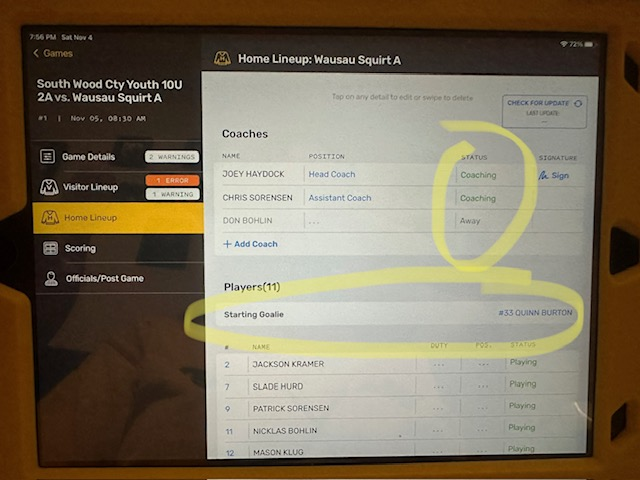 7:56 PM Sat Nov 4
72%
Games
Home Lineup: Wausau Squirt A
South Wood Cty Youth 10U
2A vs. Wausau Squirt A
#1 | Nov 05, 08:30 AM
Tap on any detail to edit or swipe to delete
CHECK FOR UPDATE
LAST UPDATE:
--
Game Details
2 WARNINGS
Visitor Lineup
1 ERROR
1 WARNING
Home Lineup
Scoring
Officials/Post Game
Coaches
NAME POSITION STATUS SIGNATURE
JOEY HAYDOCK Head Coach Coaching Sign
CHRIS SORENSEN Assistant Coach Coaching
DON BOHLIN ... Away
+ Add Coach
Players(11)
Starting Goalie #33 QUINN BURTON
# NAME DUTY POS. STATUS
2 JACKSON KRAMER ... ... Playing
7 SLADE HURD ... ... Playing
9 PATRICK SORENSEN ... ... Playing
11 NICKLAS BOHLIN ... ... Playing
12 MASON KLUG ... ... Playing